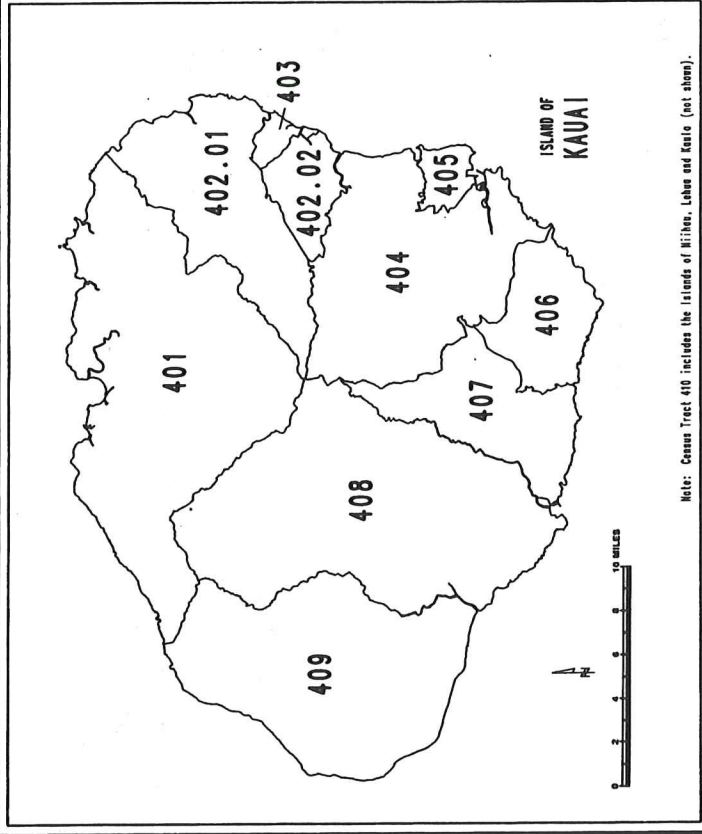 403
402.01
402.02
ISLAND OF
KAUAI
405
401
404
406
407
408
409
N
0 2 4 6 8 10 MILES
Note: Census Tract 410 includes the islands of Niihau, Lehua and Kaula (not shown).